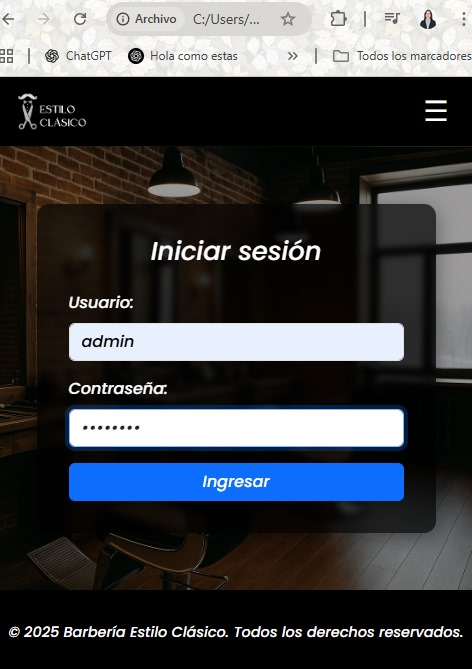 Archivo C:/Users/...
ChatGPT Hola como estas » Todos los marcadores
ESTILO
CLÁSICO
Iniciar sesión
Usuario:
admin
Contraseña:
••••••••
Ingresar
© 2025 Barbería Estilo Clásico. Todos los derechos reservados.